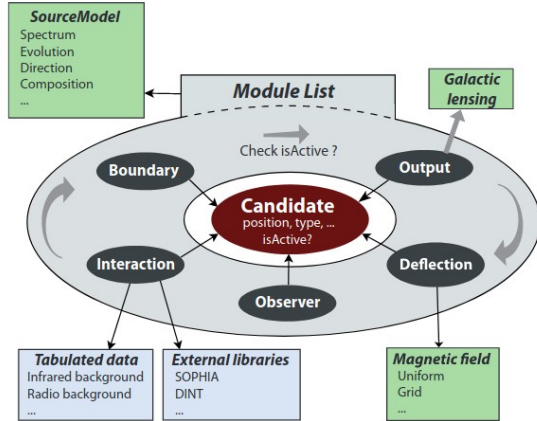 SourceModel
Spectrum
Evolution
Direction
Composition
...
Module List
Galactic
lensing
Check isActive ?
Boundary
Output
Candidate
position, type, ...
isActive?
Interaction
Deflection
Observer
Tabulated data
Infrared background
Radio background
...
External libraries
SOPHIA
DINT
...
Magnetic field
Uniform
Grid
...